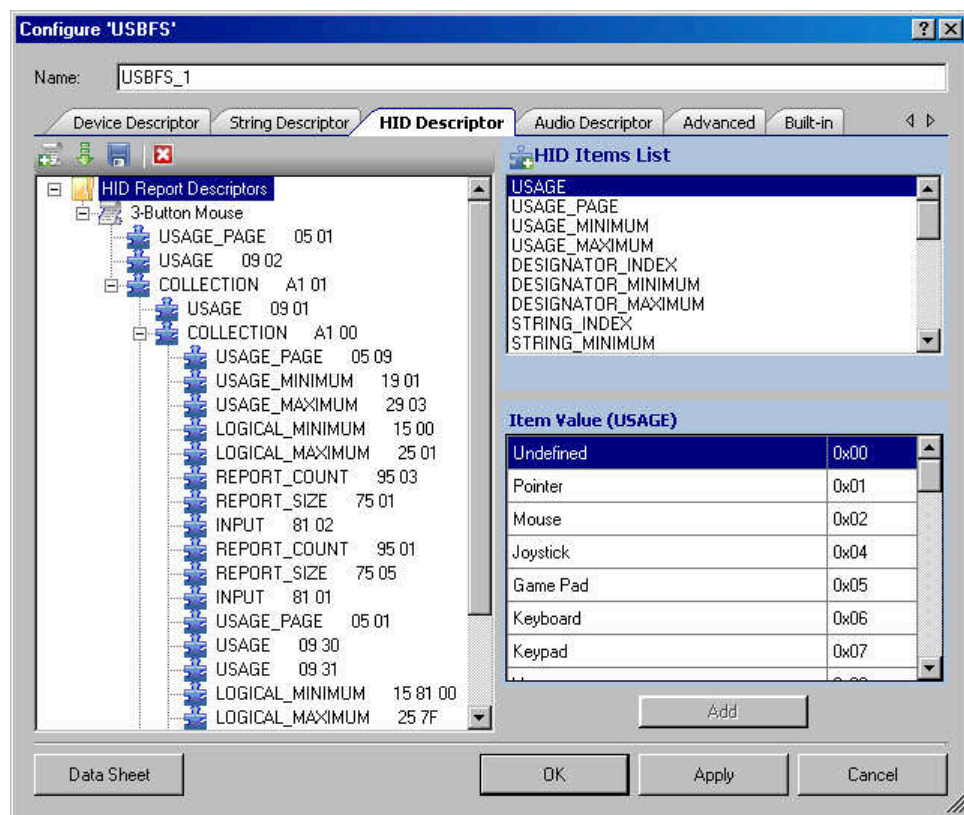 Configure 'USBFS'
Name: USBFS_1
Device Descriptor String Descriptor HID Descriptor Audio Descriptor Advanced Built-in
HID Report Descriptors
3-Button Mouse
USAGE_PAGE 05 01
USAGE 09 02
COLLECTION A1 01
USAGE 09 01
COLLECTION A1 00
USAGE_PAGE 05 09
USAGE_MINIMUM 19 01
USAGE_MAXIMUM 29 03
LOGICAL_MINIMUM 15 00
LOGICAL_MAXIMUM 25 01
REPORT_COUNT 95 03
REPORT_SIZE 75 01
INPUT 81 02
REPORT_COUNT 95 01
REPORT_SIZE 75 05
INPUT 81 01
USAGE_PAGE 05 01
USAGE 09 30
USAGE 09 31
LOGICAL_MINIMUM 15 81 00
LOGICAL_MAXIMUM 25 7F
HID Items List
USAGE
USAGE_PAGE
USAGE_MINIMUM
USAGE_MAXIMUM
DESIGNATOR_INDEX
DESIGNATOR_MINIMUM
DESIGNATOR_MAXIMUM
STRING_INDEX
STRING_MINIMUM
Item Value (USAGE)
Undefined 0x00
Pointer 0x01
Mouse 0x02
Joystick 0x04
Game Pad 0x05
Keyboard 0x06
Keypad 0x07
Add
Data Sheet OK Apply Cancel